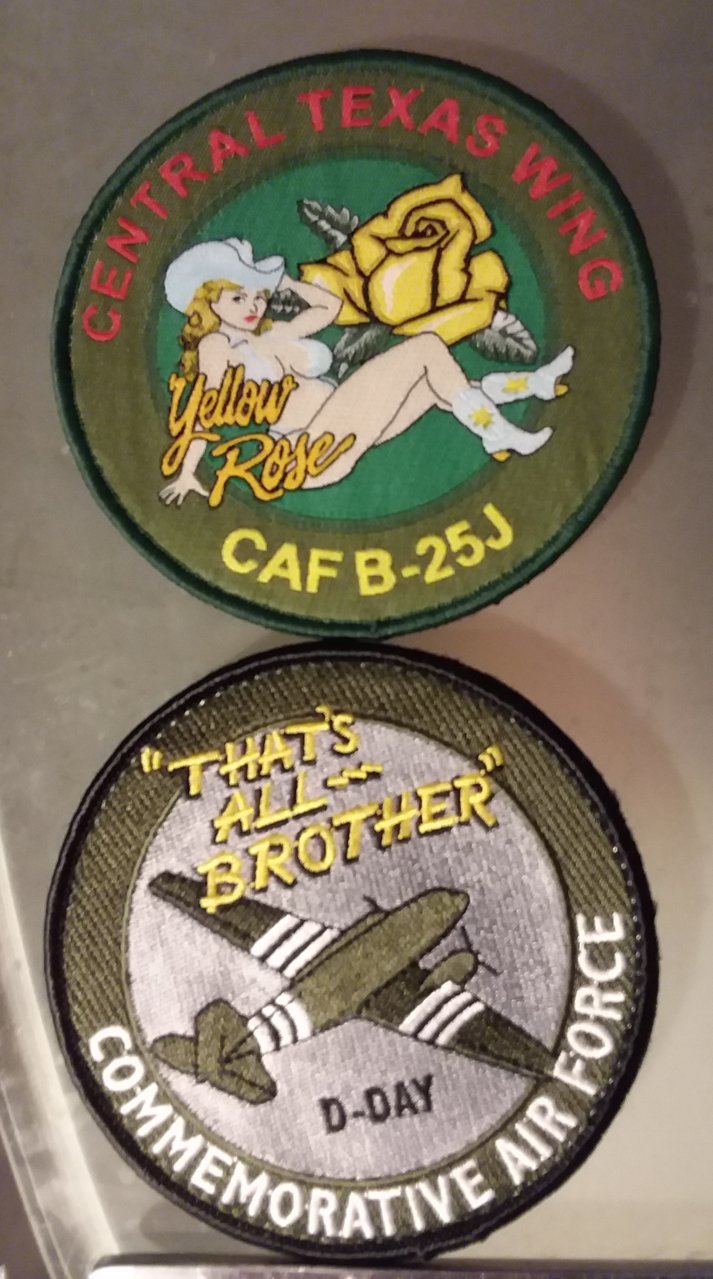 CENTRAL TEXAS WING
Yellow
Rose
CAF B-25J
"THAT'S
ALL---
BROTHER"
D-DAY
COMMEMORATIVE AIR FORCE